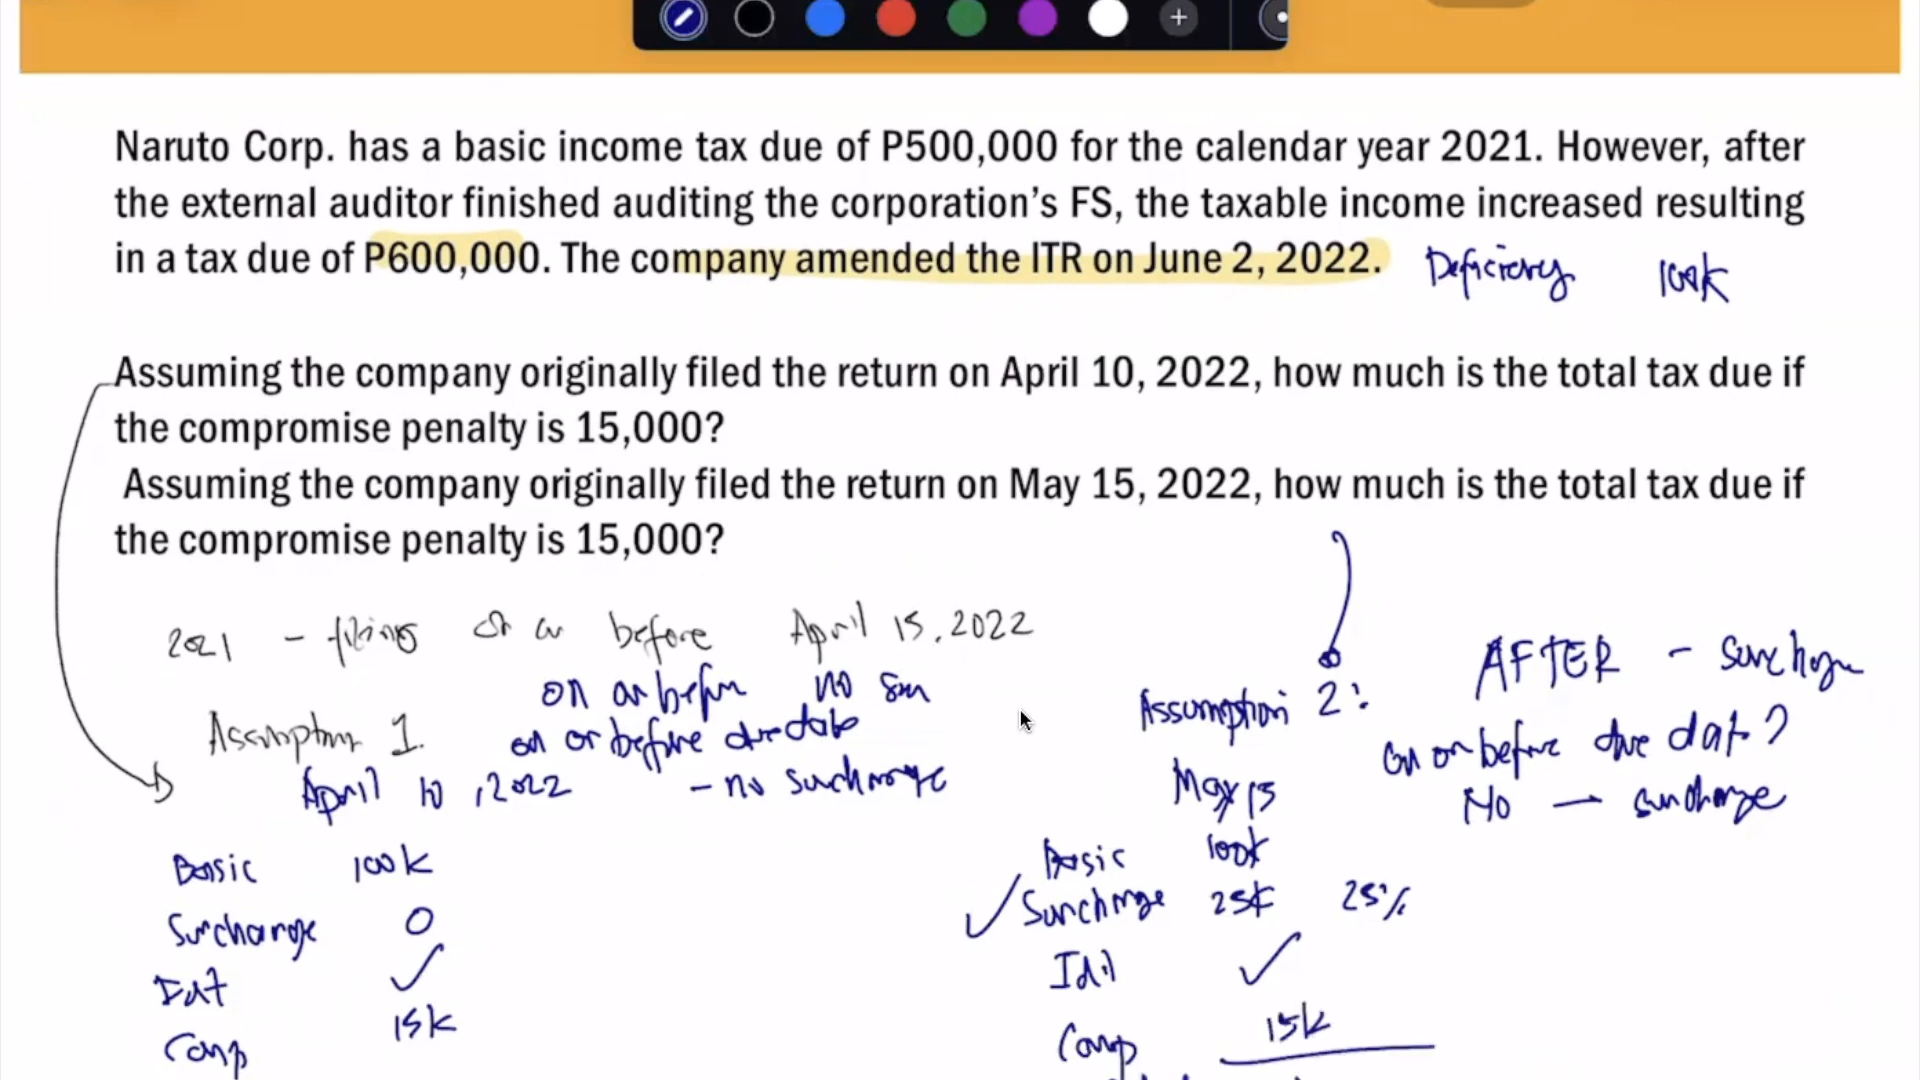 Naruto Corp. has a basic income tax due of P500,000 for the calendar year 2021. However, after
the external auditor finished auditing the corporation's FS, the taxable income increased resulting
in a tax due of P600,000. The company amended the ITR on June 2, 2022.
Deficiency 100k
Assuming the company originally filed the return on April 10, 2022, how much is the total tax due if
the compromise penalty is 15,000?
Assuming the company originally filed the return on May 15, 2022, how much is the total tax due if
the compromise penalty is 15,000?
2021 - filing or before April 15, 2022
on or before no sur
Assumption 1.
on or before due date
April 10, 2022 - no surcharge
Basic 100k
Surcharge 0
Int ✓
Comp 15k
AFTER - surcharge
Assumption 2:
on or before due date?
May 15
No — surcharge
Basic 100k
✓ Surcharge 25k 25%
✓
Comp 15k